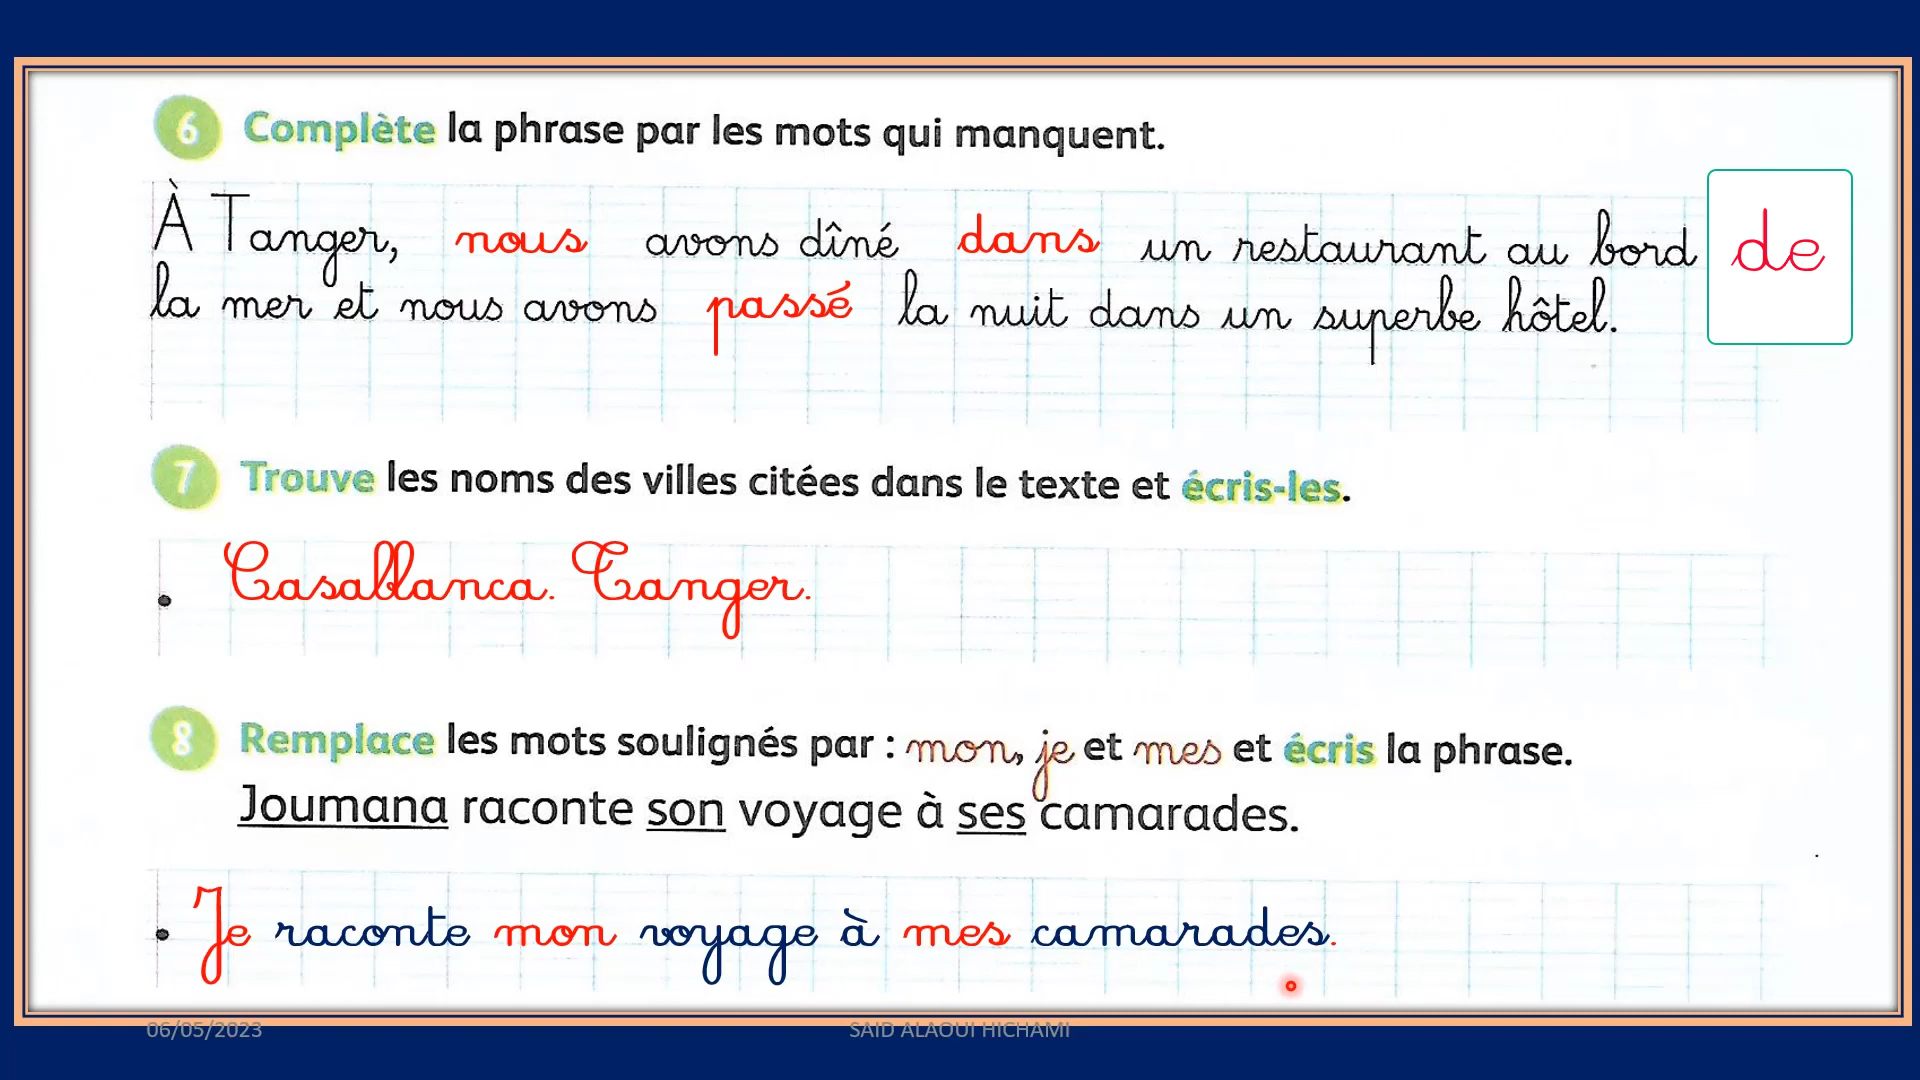 6 Complète la phrase par les mots qui manquent.
À Tanger, nous avons dîné dans un restaurant au bord de
la mer et nous avons passé la nuit dans un superbe hôtel.
7 Trouve les noms des villes citées dans le texte et écris-les.
• Casablanca. Tanger.
8 Remplace les mots soulignés par : mon, je et mes et écris la phrase.
Joumana raconte son voyage à ses camarades.
• Je raconte mon voyage à mes camarades.
06/05/2023 SAID ALAOUI HICHAMI